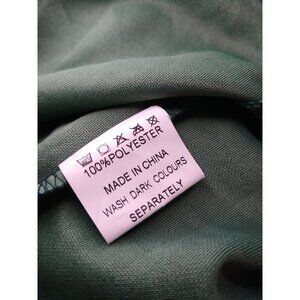 100%POLYESTER
MADE IN CHINA
WASH DARK COLOURS
SEPARATELY